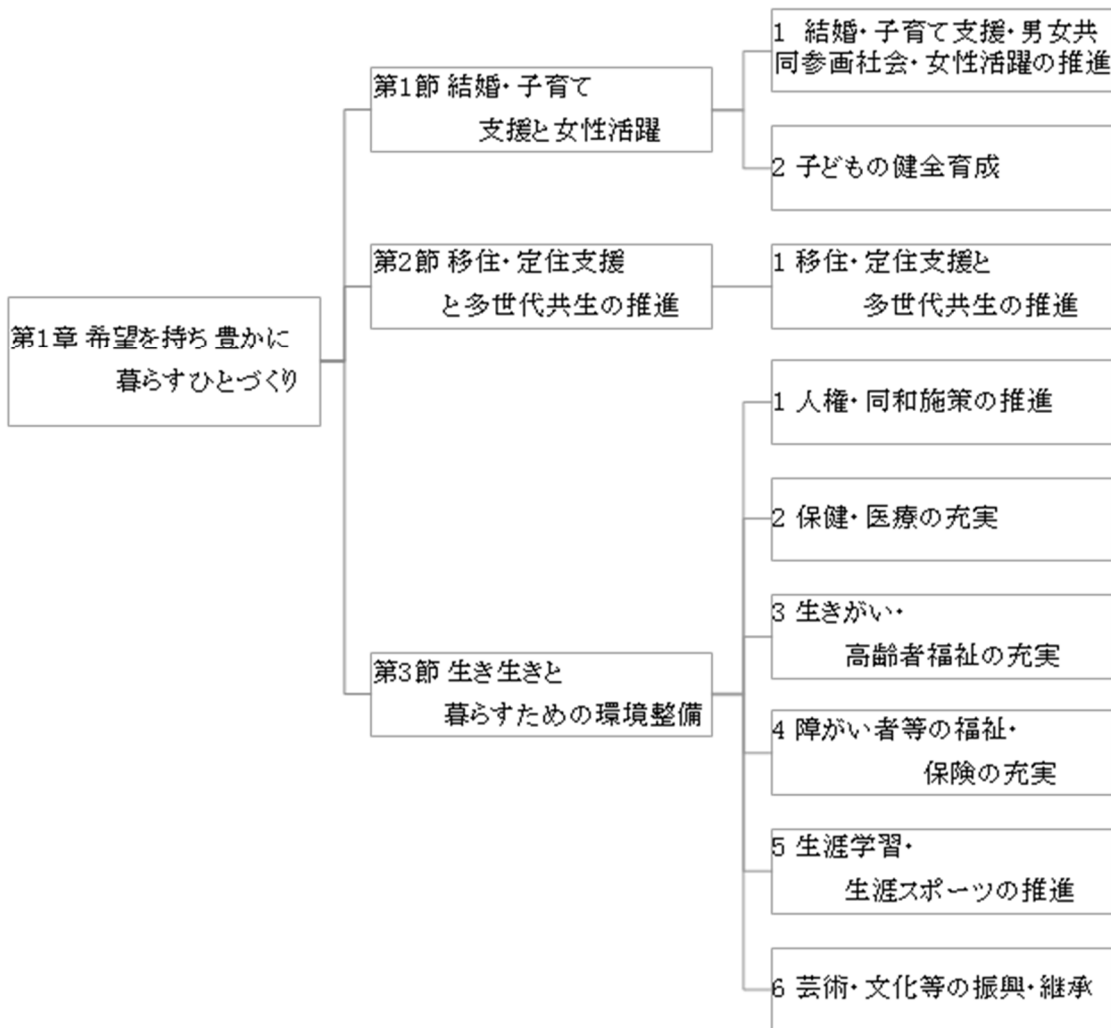 第1章 希望を持ち 豊かに
暮らすひとづくり
第1節 結婚・子育て
支援と女性活躍
1 結婚・子育て支援・男女共
同参画社会・女性活躍の推進
2 子どもの健全育成
第2節 移住・定住支援
と多世代共生の推進
1 移住・定住支援と
多世代共生の推進
第3節 生き生きと
暮らすための環境整備
1 人権・同和施策の推進
2 保健・医療の充実
3 生きがい・
高齢者福祉の充実
4 障がい者等の福祉・
保険の充実
5 生涯学習・
生涯スポーツの推進
6 芸術・文化等の振興・継承